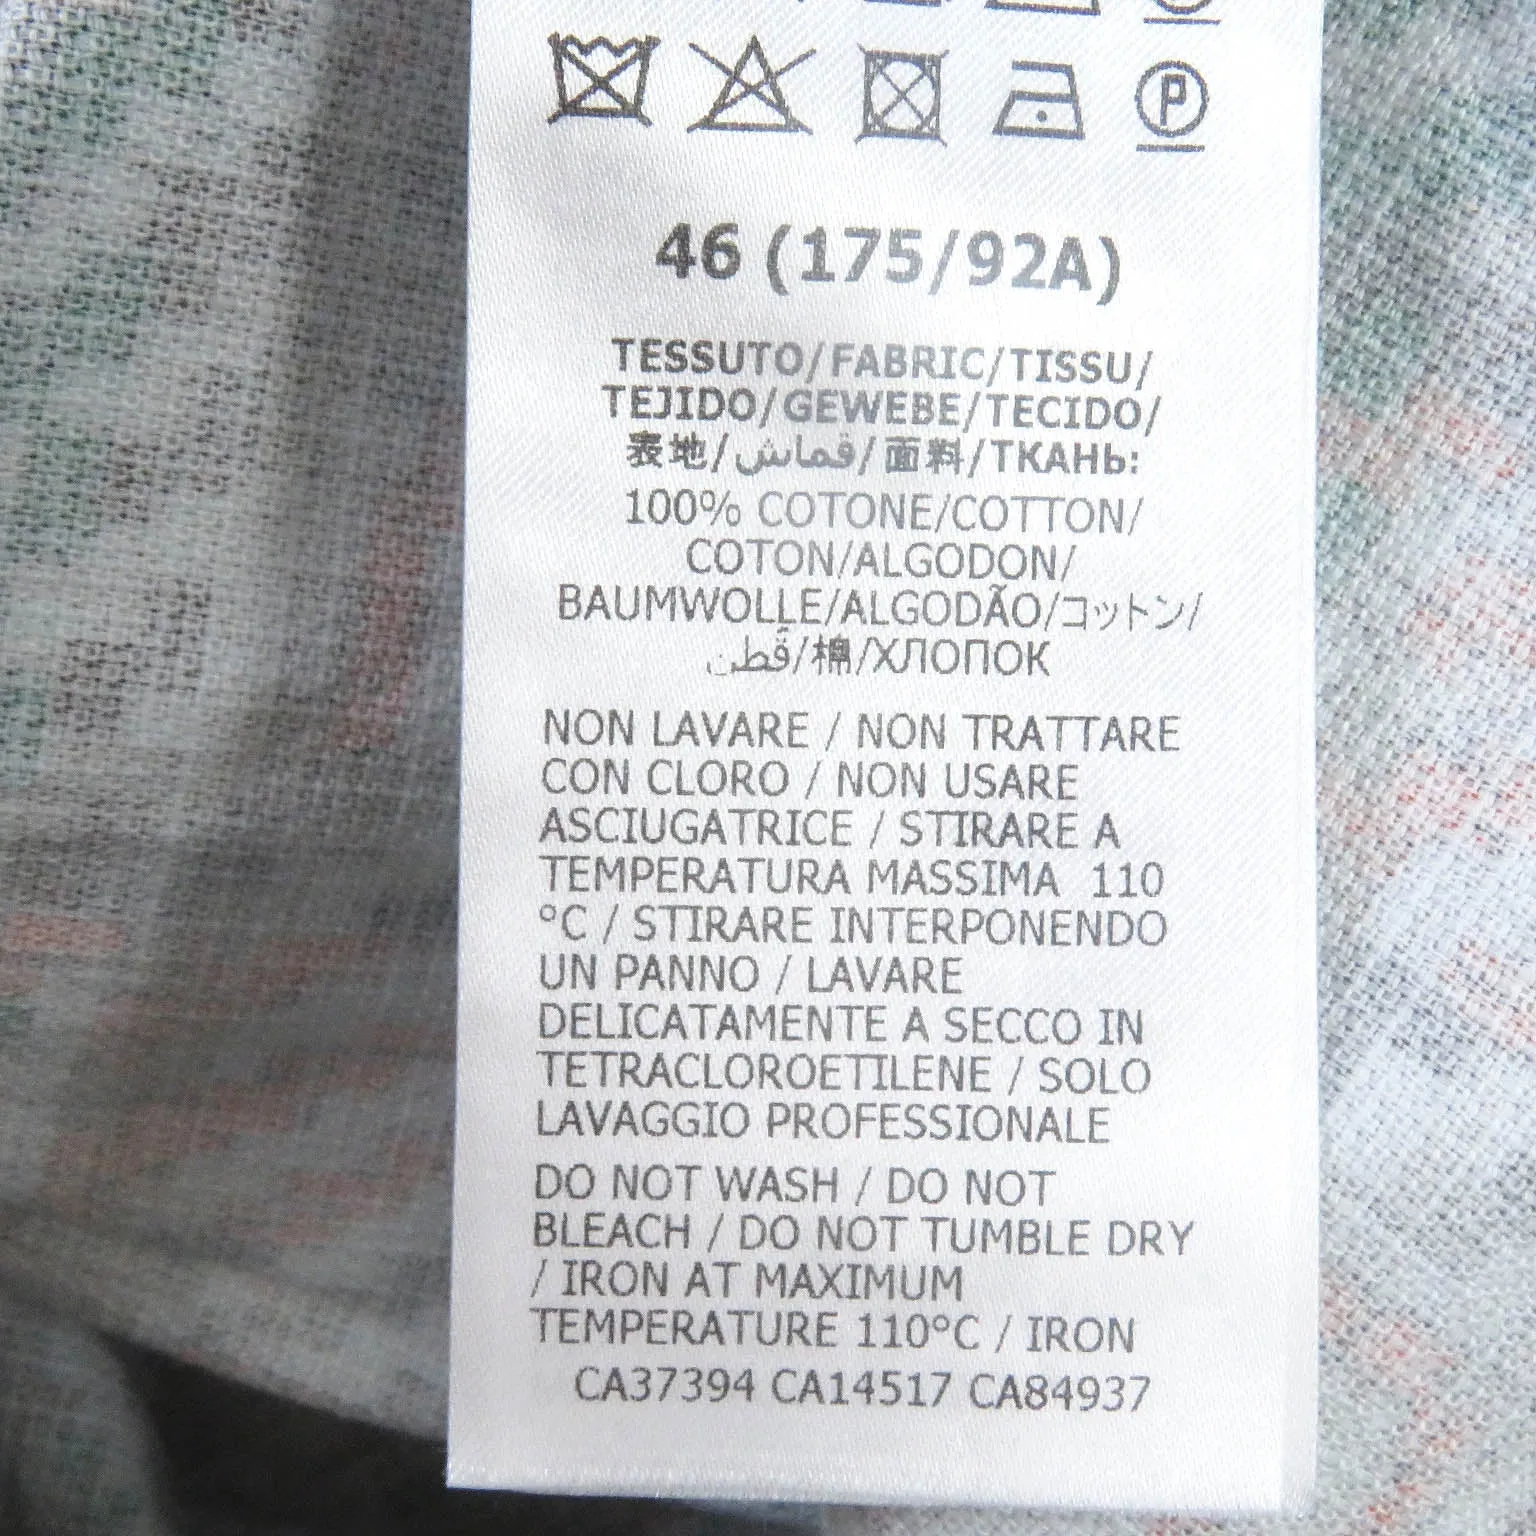 46 (175/92A)
TESSUTO/FABRIC/TISSU/
TEJIDO/GEWEBE/TECIDO/
表地/قماش/面料/ТКАНЬ:
100% COTONE/COTTON/
COTON/ALGODON/
BAUMWOLLE/ALGODÃO/コットン/
قطن/棉/ХЛОПОК
NON LAVARE / NON TRATTARE
CON CLORO / NON USARE
ASCIUGATRICE / STIRARE A
TEMPERATURA MASSIMA 110
°C / STIRARE INTERPONENDO
UN PANNO / LAVARE
DELICATAMENTE A SECCO IN
TETRACLOROETILENE / SOLO
LAVAGGIO PROFESSIONALE
DO NOT WASH / DO NOT
BLEACH / DO NOT TUMBLE DRY
/ IRON AT MAXIMUM
TEMPERATURE 110°C / IRON
CA37394 CA14517 CA84937